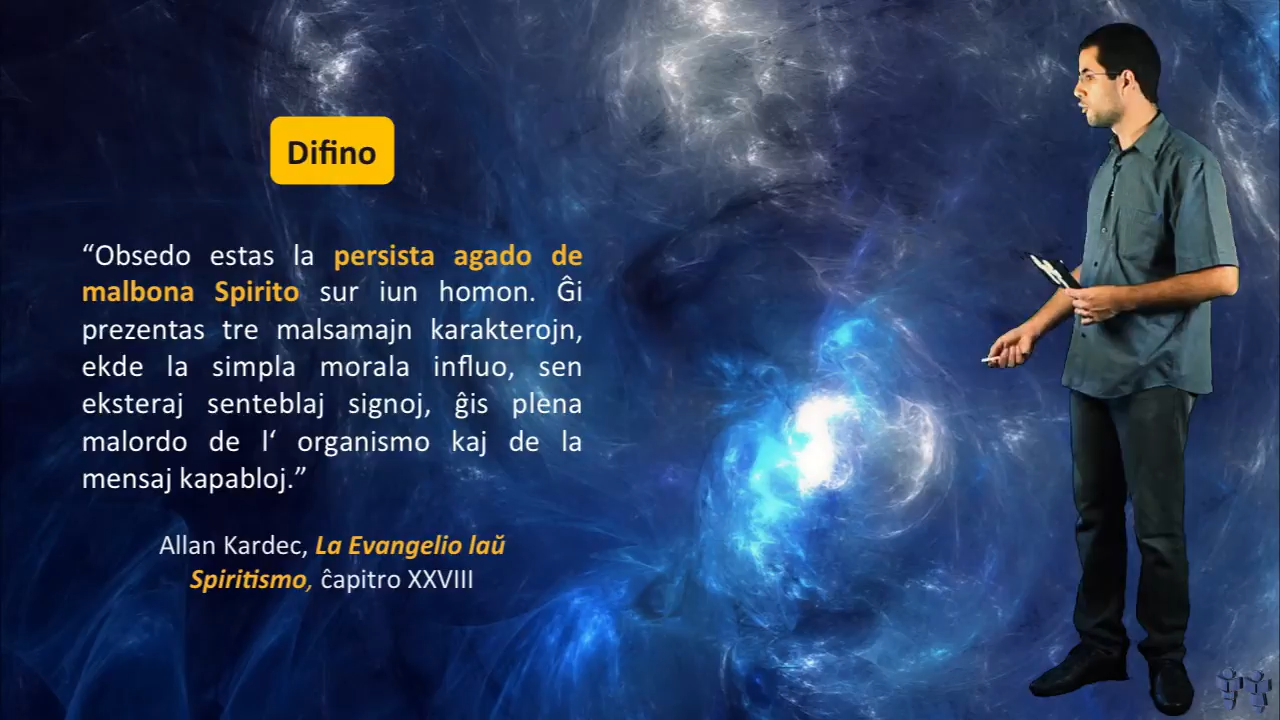 Difino
“Obsedo estas la persista agado de
malbona Spirito sur iun homon. Ĝi
prezentas tre malsamajn karakterojn,
ekde la simpla morala influo, sen
eksteraj senteblaj signoj, ĝis plena
malordo de l‘ organismo kaj de la
mensaj kapabloj.”
Allan Kardec, La Evangelio laŭ
Spiritismo, ĉapitro XXVIII